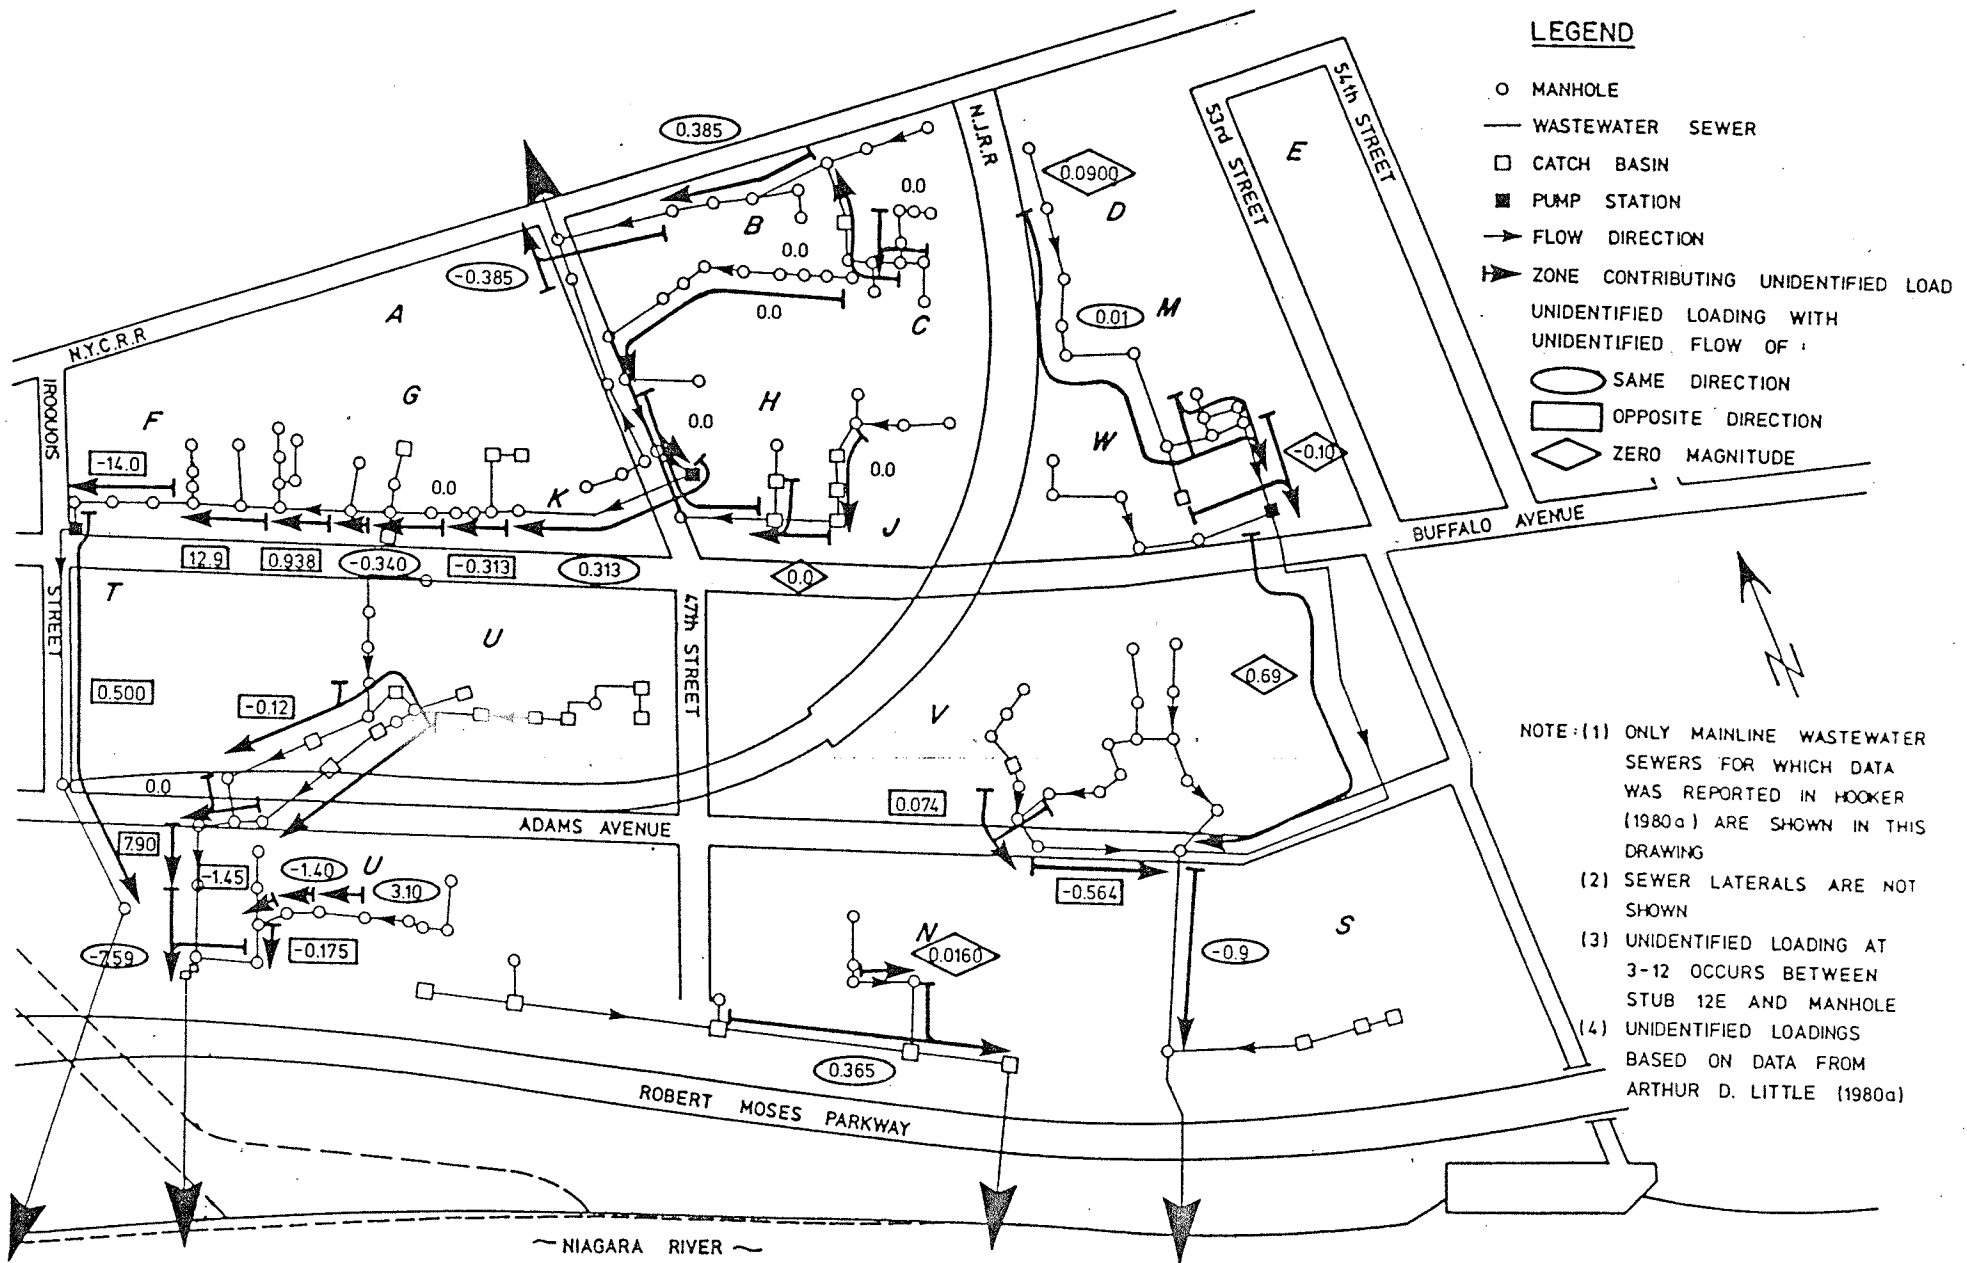 LEGEND
MANHOLE
WASTEWATER SEWER
CATCH BASIN
PUMP STATION
FLOW DIRECTION
ZONE CONTRIBUTING UNIDENTIFIED LOAD
UNIDENTIFIED LOADING WITH
UNIDENTIFIED FLOW OF :
SAME DIRECTION
OPPOSITE DIRECTION
ZERO MAGNITUDE
54th STREET
53rd STREET
E
N.J.R.R
0.385
0.0900
D
0.0
B
0.0
-0.385
A
0.0
C
0.01
M
N.Y.C.R.R
IROQUOIS
STREET
F
G
H
0.0
W
-0.10
-14.0
0.0
K
0.0
J
BUFFALO AVENUE
12.9
0.938
-0.340
-0.313
0.313
0.0
T
U
47th STREET
0.500
-0.12
V
0.69
0.0
0.074
ADAMS AVENUE
7.90
-1.45
-1.40
U
3.10
-0.564
-7.59
-0.175
N
0.0160
-0.9
S
0.365
ROBERT MOSES PARKWAY
~ NIAGARA RIVER ~
N
NOTE : (1) ONLY MAINLINE WASTEWATER
SEWERS FOR WHICH DATA
WAS REPORTED IN HOOKER
(1980a) ARE SHOWN IN THIS
DRAWING
(2) SEWER LATERALS ARE NOT
SHOWN
(3) UNIDENTIFIED LOADING AT
3-12 OCCURS BETWEEN
STUB 12E AND MANHOLE
(4) UNIDENTIFIED LOADINGS
BASED ON DATA FROM
ARTHUR D. LITTLE (1980a)